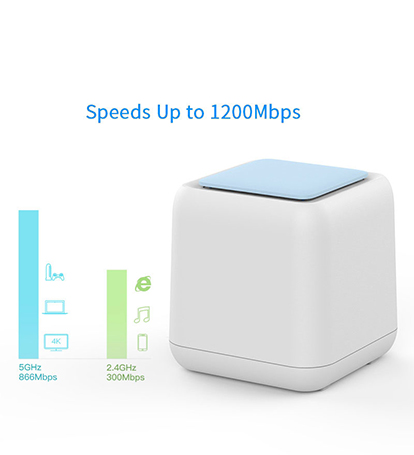 Speeds Up to 1200Mbps
4K
5GHz
866Mbps
2.4GHz
300Mbps